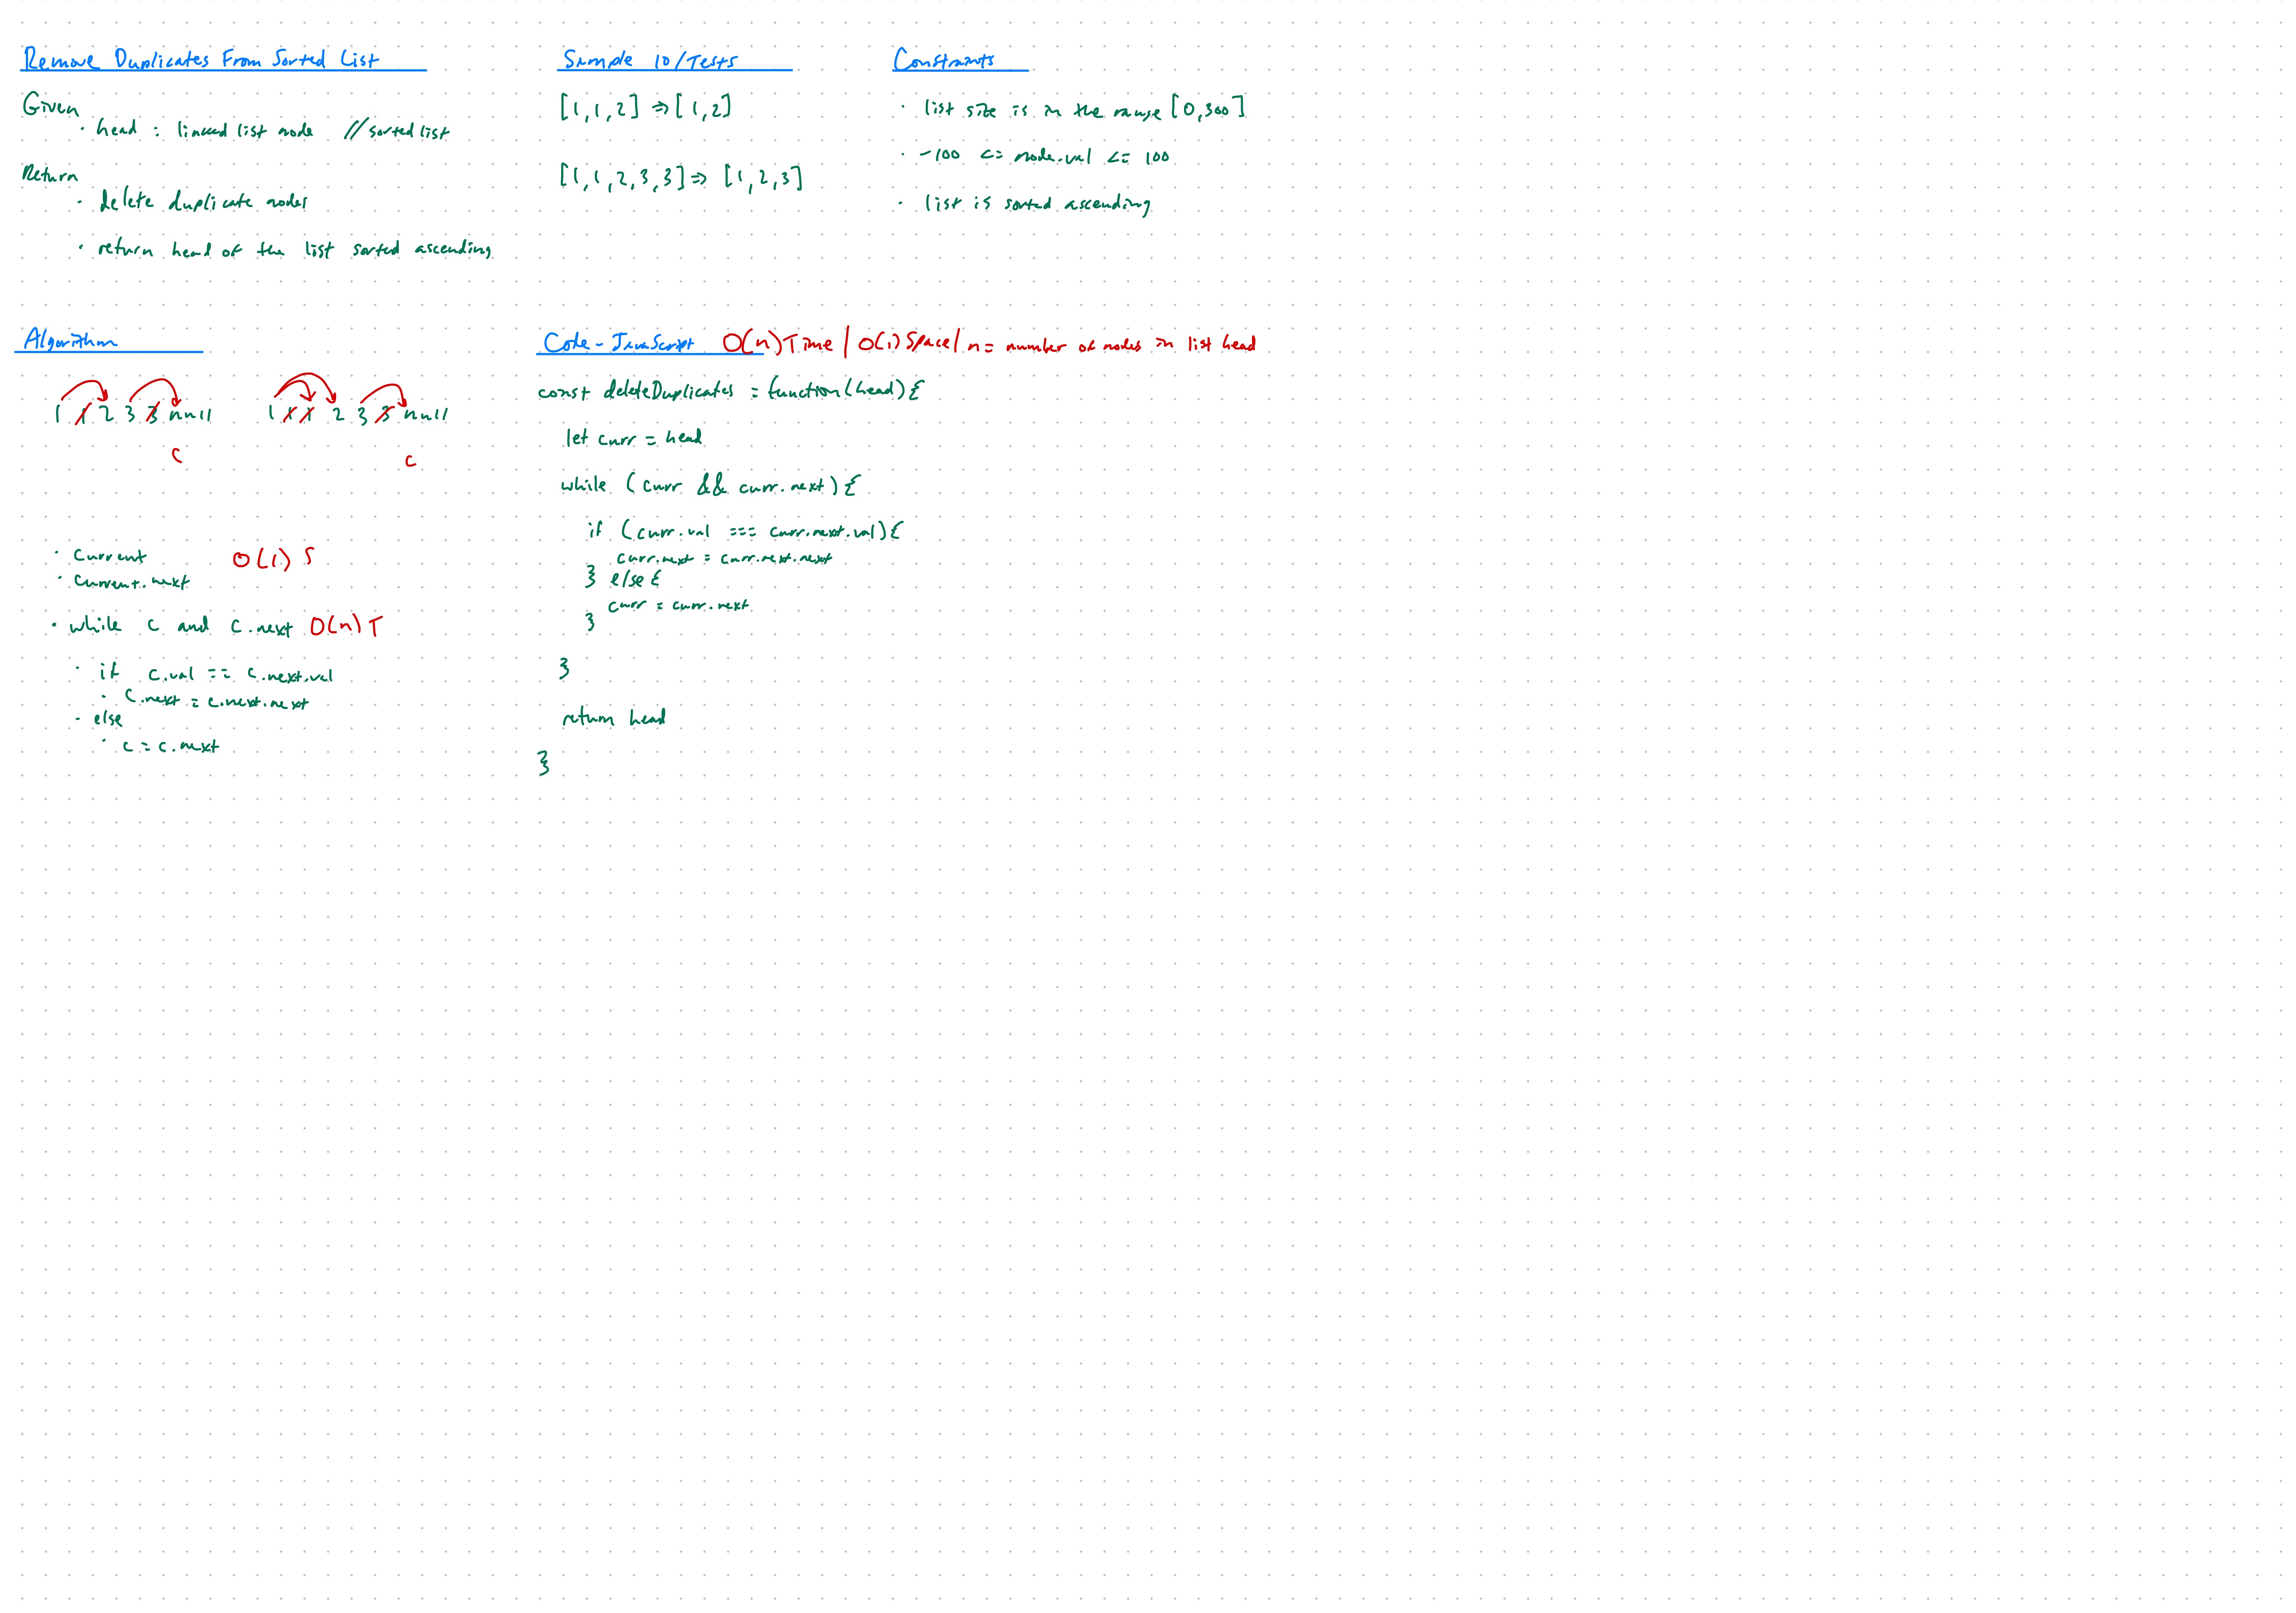 Remove Duplicates From Sorted List
Given
· head : linked list node // sorted list
Return
· delete duplicate nodes
· return head of the list sorted ascending
Sample IO/Tests
[1,1,2] => [1,2]
[1,1,2,3,3] => [1,2,3]
Constraints
· list size is in the range [0,300]
· -100 <= node.val <= 100
· list is sorted ascending
Algorithm
1 1 2 3 3 null
c
1 1 1 2 3 3 null
c
· current O(1) S
· current.next
· while c and c.next O(n) T
· if c.val == c.next.val
· c.next = c.next.next
· else
· c = c.next
Code - JavaScript O(n) Time | O(1) Space | n = number of nodes in list head
const deleteDuplicates = function(head){
let curr = head
while (curr && curr.next){
if (curr.val === curr.next.val){
curr.next = curr.next.next
} else {
curr = curr.next
}
}
return head
}